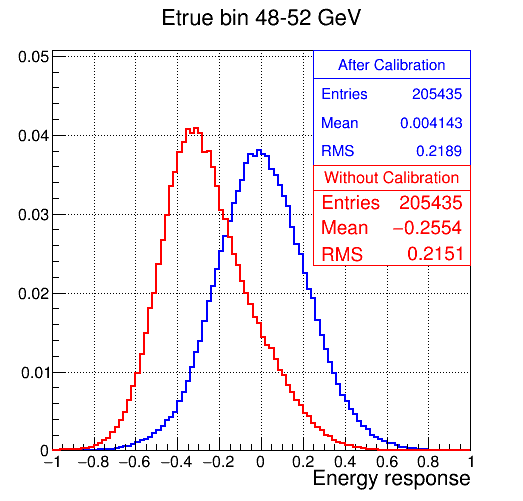 Etrue bin 48-52 GeV
After Calibration
Entries 205435
Mean 0.004143
RMS 0.2189
Without Calibration
Entries 205435
Mean −0.2554
RMS 0.2151
0.05
0.04
0.03
0.02
0.01
0
−1 −0.8 −0.6 −0.4 −0.2 0 0.2 0.4 0.6 0.8 1
Energy response